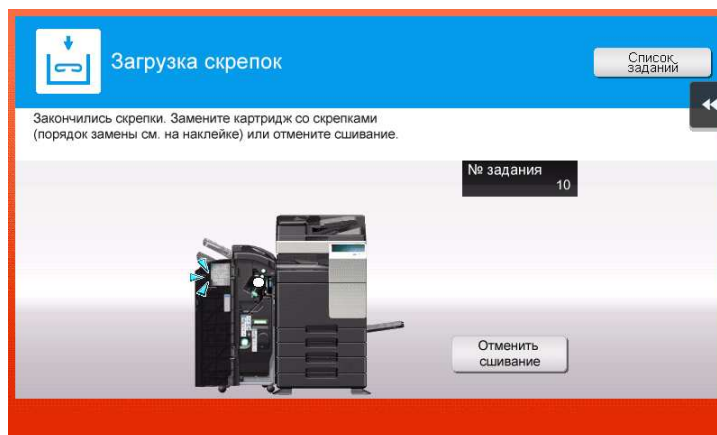 Загрузка скрепок
Список
заданий
Закончились скрепки. Замените картридж со скрепками
(порядок замены см. на наклейке) или отмените сшивание.
№ задания
10
Отменить
сшивание